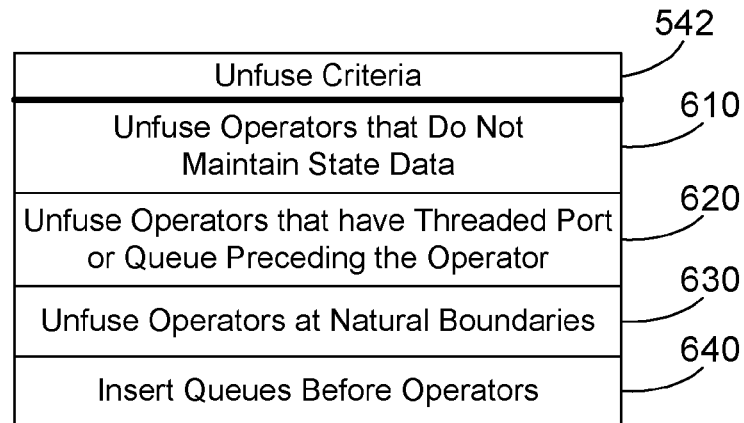 542
Unfuse Criteria
610
Unfuse Operators that Do Not
Maintain State Data
620
Unfuse Operators that have Threaded Port
or Queue Preceding the Operator
630
Unfuse Operators at Natural Boundaries
640
Insert Queues Before Operators